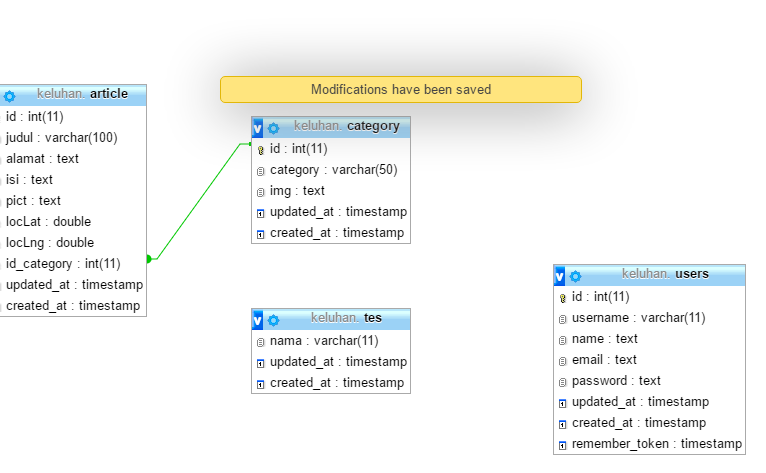 keluhan. article
id : int(11)
judul : varchar(100)
alamat : text
isi : text
pict : text
locLat : double
locLng : double
id_category : int(11)
updated_at : timestamp
created_at : timestamp
Modifications have been saved
v keluhan. category
id : int(11)
category : varchar(50)
img : text
updated_at : timestamp
created_at : timestamp
v keluhan. tes
nama : varchar(11)
updated_at : timestamp
created_at : timestamp
v keluhan. users
id : int(11)
username : varchar(11)
name : text
email : text
password : text
updated_at : timestamp
created_at : timestamp
remember_token : timestamp